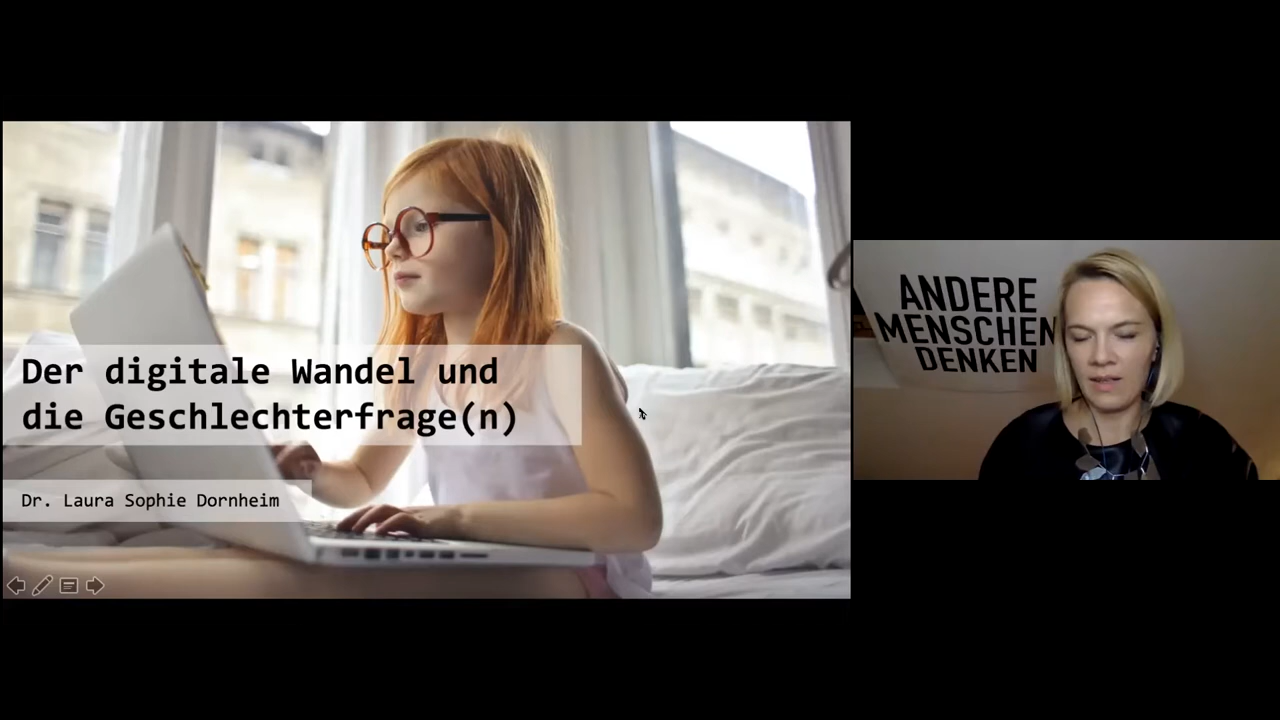 Der digitale Wandel und
die Geschlechterfrage(n)
Dr. Laura Sophie Dornheim
ANDERE
MENSCHEN
DENKEN